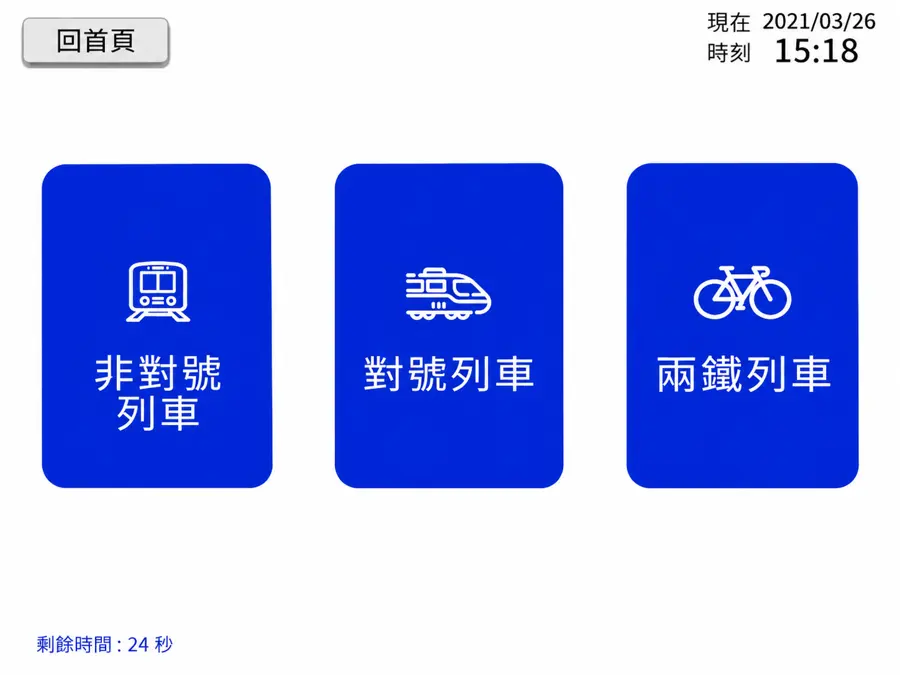 回首頁
現在 2021/03/26
時刻 15:18
非對號
列車
對號列車
兩鐵列車
剩餘時間 : 24 秒